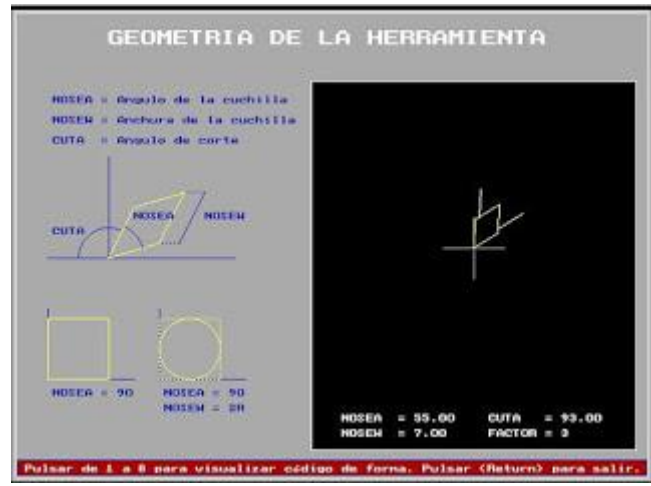 GEOMETRIA DE LA HERRAMIENTA
NOSEA = Angulo de la cuchilla
NOSEW = Anchura de la cuchilla
CUTA = Angulo de corte
NOSEA
NOSEW
CUTA
NOSEA = 90
NOSEA = 90
NOSEW = 2R
NOSEA = 55.00 CUTA = 93.00
NOSEW = 7.00 FACTOR = 3
Pulsar de 1 a 8 para visualizar código de forma. Pulsar (Return) para salir.